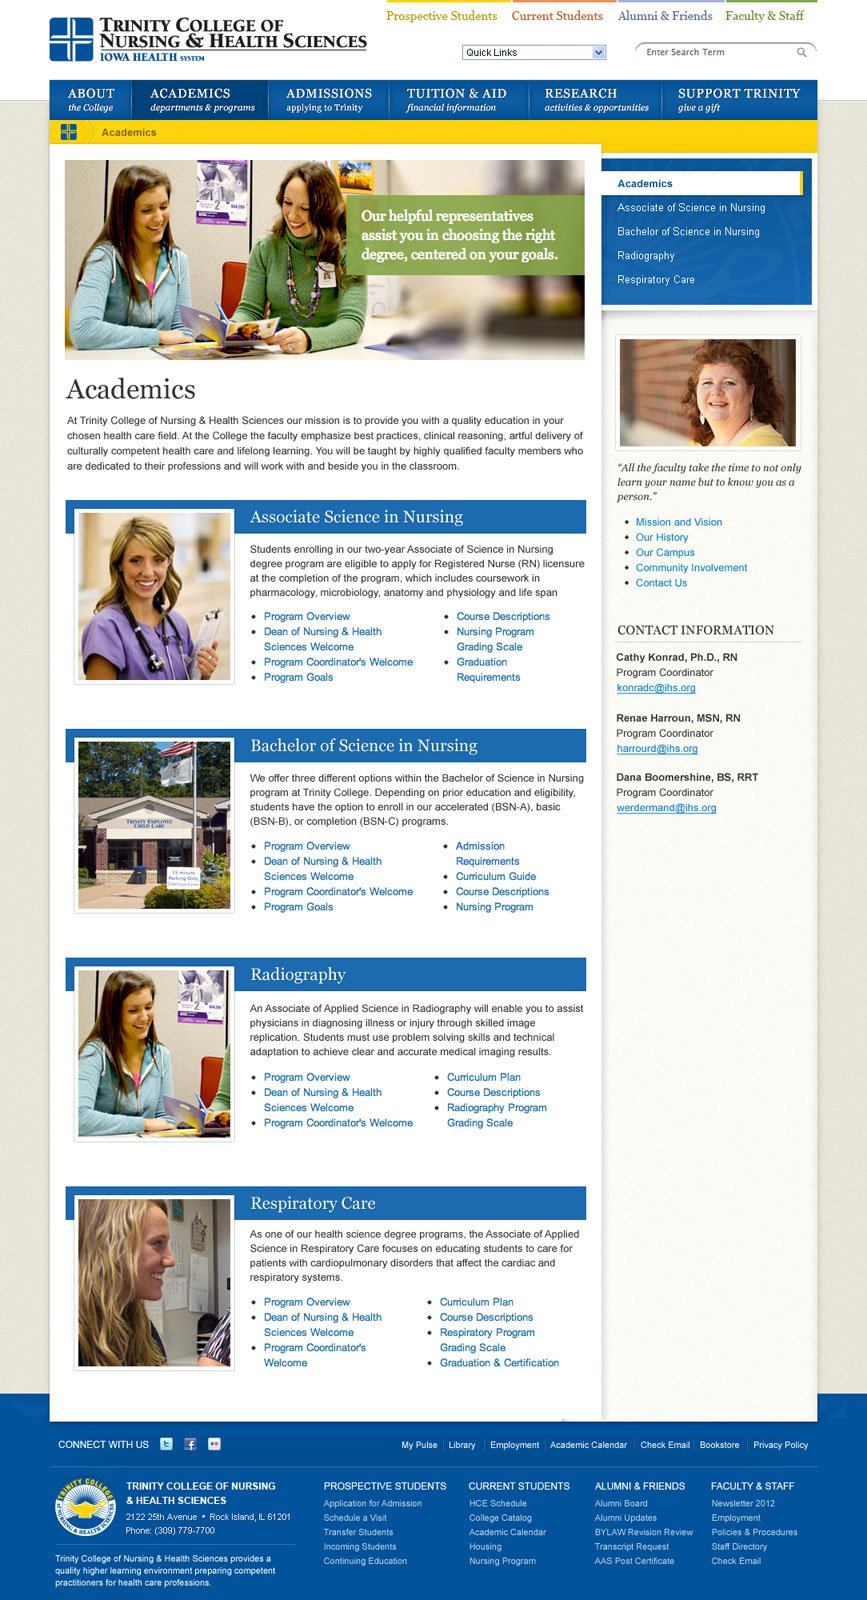 Prospective Students
Current Students
Alumni & Friends
Faculty & Staff
TRINITY COLLEGE OF
NURSING & HEALTH SCIENCES
IOWA HEALTH SYSTEM
Quick Links
Enter Search Term
ABOUT
the College
ACADEMICS
departments & programs
ADMISSIONS
applying to Trinity
TUITION & AID
financial information
RESEARCH
activities & opportunities
SUPPORT TRINITY
give a gift
Academics
Our helpful representatives
assist you in choosing the right
degree, centered on your goals.
Academics
Associate of Science in Nursing
Bachelor of Science in Nursing
Radiography
Respiratory Care
Academics
At Trinity College of Nursing & Health Sciences our mission is to provide you with a quality education in your
chosen health care field. At the College the faculty emphasize best practices, clinical reasoning, artful delivery of
culturally competent health care and lifelong learning. You will be taught by highly qualified faculty members who
are dedicated to their professions and will work with and beside you in the classroom.
Associate Science in Nursing
Students enrolling in our two-year Associate of Science in Nursing
degree program are eligible to apply for Registered Nurse (RN) licensure
at the completion of the program, which includes coursework in
pharmacology, microbiology, anatomy and physiology and life span
• Program Overview
• Dean of Nursing & Health
Sciences Welcome
• Program Coordinator's Welcome
• Program Goals
• Course Descriptions
• Nursing Program
Grading Scale
• Graduation
Requirements
Bachelor of Science in Nursing
TRINITY EMPLOYEE
CHILD CARE
15 minute
Parking Only
Child Care Center
We offer three different options within the Bachelor of Science in Nursing
program at Trinity College. Depending on prior education and eligibility,
students have the option to enroll in our accelerated (BSN-A), basic
(BSN-B), or completion (BSN-C) programs.
• Program Overview
• Dean of Nursing & Health
Sciences Welcome
• Program Coordinator's Welcome
• Program Goals
• Admission
Requirements
• Curriculum Guide
• Course Descriptions
• Nursing Program
Radiography
An Associate of Applied Science in Radiography will enable you to assist
physicians in diagnosing illness or injury through skilled image
replication. Students must use problem solving skills and technical
adaptation to achieve clear and accurate medical imaging results.
• Program Overview
• Dean of Nursing & Health
Sciences Welcome
• Program Coordinator's Welcome
• Curriculum Plan
• Course Descriptions
• Radiography Program
Grading Scale
Respiratory Care
As one of our health science degree programs, the Associate of Applied
Science in Respiratory Care focuses on educating students to care for
patients with cardiopulmonary disorders that affect the cardiac and
respiratory systems.
• Program Overview
• Dean of Nursing & Health
Sciences Welcome
• Program Coordinator's
Welcome
• Curriculum Plan
• Course Descriptions
• Respiratory Program
Grading Scale
• Graduation & Certification
“All the faculty take the time to not only
learn your name but to know you as a
person.”
Mission and Vision
Our History
Our Campus
Community Involvement
Contact Us
CONTACT INFORMATION
Cathy Konrad, Ph.D., RN
Program Coordinator
konradc@ihs.org
Renae Harroun, MSN, RN
Program Coordinator
harrourd@ihs.org
Dana Boomershine, BS, RRT
Program Coordinator
werdermand@ihs.org
CONNECT WITH US
My Pulse
Library
Employment
Academic Calendar
Check Email
Bookstore
Privacy Policy
TRINITY COLLEGE
of NURSING & HEALTH SCIENCES
TRINITY COLLEGE OF NURSING
& HEALTH SCIENCES
2122 25th Avenue • Rock Island, IL 61201
Phone: (309) 779-7700
Trinity College of Nursing & Health Sciences provides a
quality higher learning environment preparing competent
practitioners for health care professions.
PROSPECTIVE STUDENTS
Application for Admission
Schedule a Visit
Transfer Students
Incoming Students
Continuing Education
CURRENT STUDENTS
HCE Schedule
College Catalog
Academic Calendar
Housing
Nursing Program
ALUMNI & FRIENDS
Alumni Board
Alumni Updates
BYLAW Revision Review
Transcript Request
AAS Post Certificate
FACULTY & STAFF
Newsletter 2012
Employment
Policies & Procedures
Staff Directory
Check Email